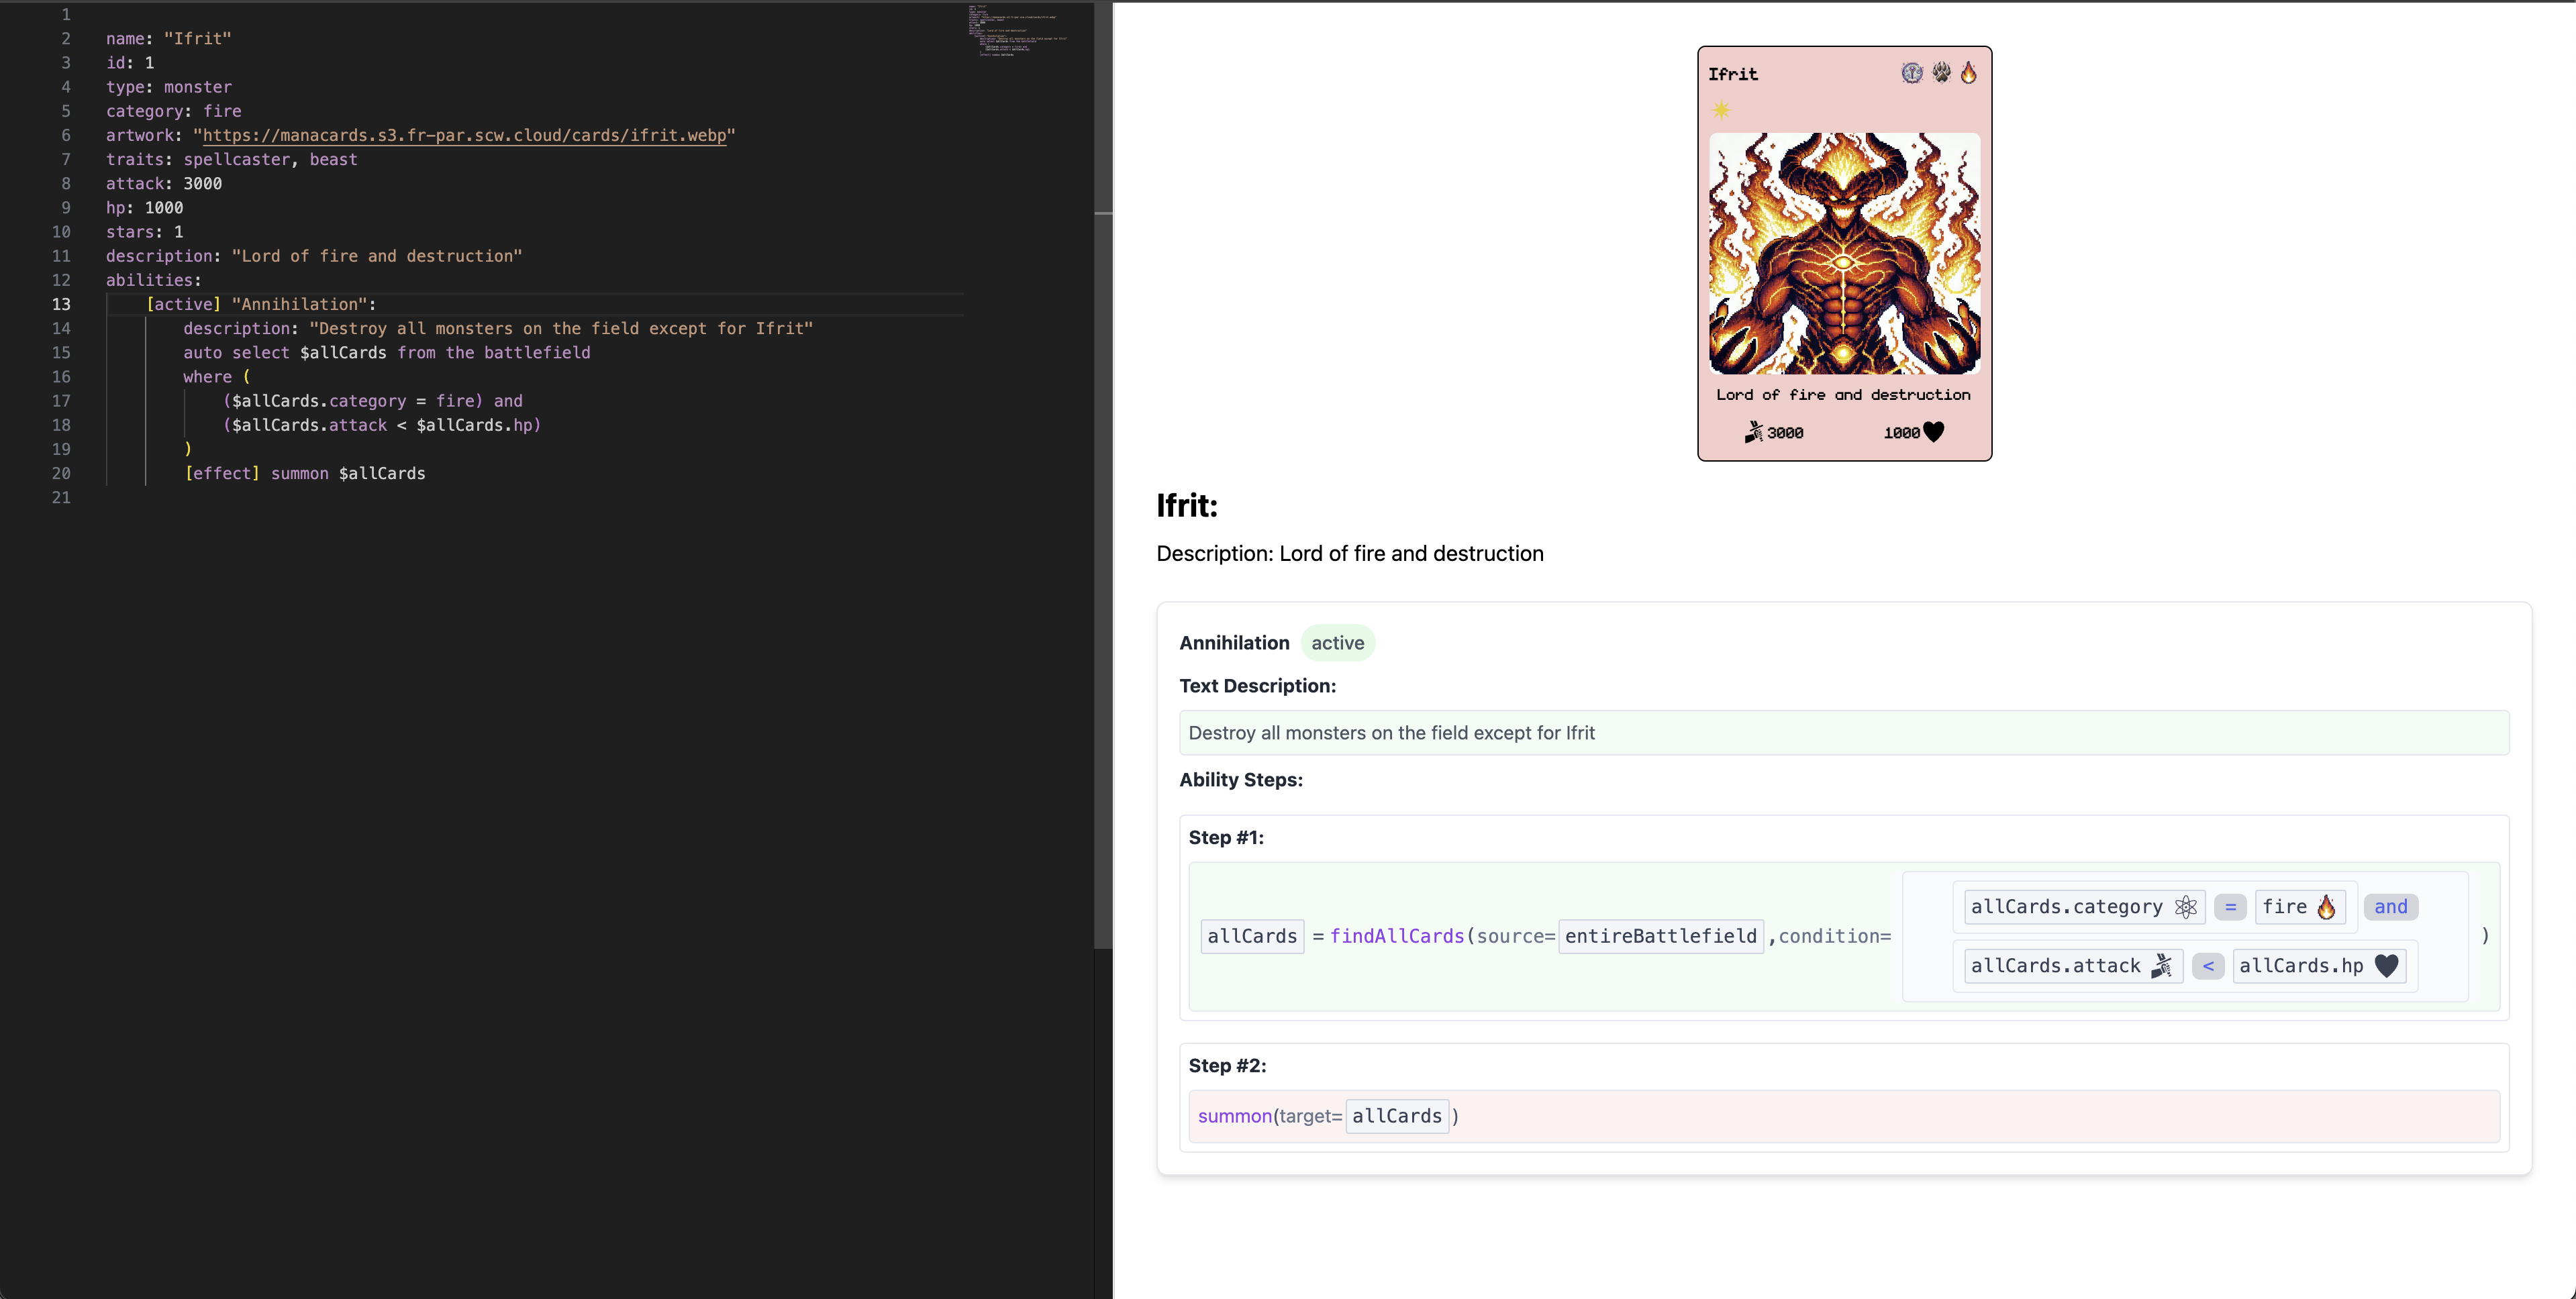 1
2 name: "Ifrit"
3 id: 1
4 type: monster
5 category: fire
6 artwork: "https://manacards.s3.fr-par.scw.cloud/cards/ifrit.webp"
7 traits: spellcaster, beast
8 attack: 3000
9 hp: 1000
10 stars: 1
11 description: "Lord of fire and destruction"
12 abilities:
13 [active] "Annihilation":
14 description: "Destroy all monsters on the field except for Ifrit"
15 auto select $allCards from the battlefield
16 where (
17 ($allCards.category = fire) and
18 ($allCards.attack < $allCards.hp)
19 )
20 [effect] summon $allCards
21
Ifrit
Lord of fire and destruction
3000 1000
Ifrit:
Description: Lord of fire and destruction
Annihilation active
Text Description:
Destroy all monsters on the field except for Ifrit
Ability Steps:
Step #1:
allCards = findAllCards(source= entireBattlefield ,condition=
allCards.category = fire and
allCards.attack < allCards.hp
)
Step #2:
summon(target= allCards )